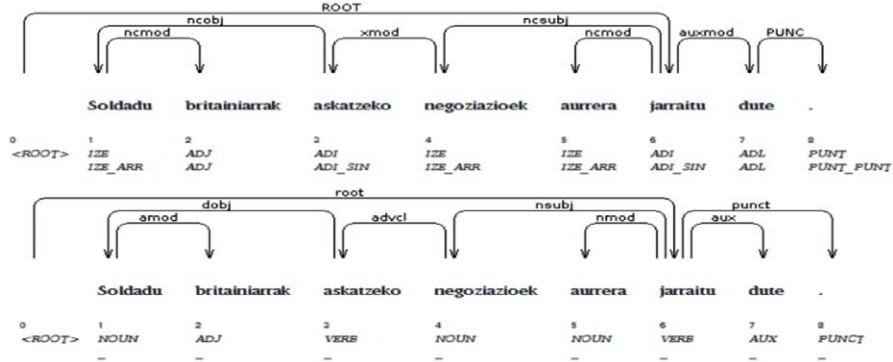 ROOT
ncobj ncsubj
ncmod xmod ncmod auxmod PUNC
Soldadu britainiarrak askatzeko negoziazioek aurrera jarraitu dute .
0 1 2 3 4 5 6 7 8
<ROOT> IZE ADJ ADI IZE IZE ADI ADL PUNT
IZE_ARR ADJ ADI_SIN IZE_ARR IZE_ARR ADI_SIN ADL PUNT_PUNT
root
dobj nsubj punct
amod advcl nmod aux
Soldadu britainiarrak askatzeko negoziazioek aurrera jarraitu dute .
0 1 2 3 4 5 6 7 8
<ROOT> NOUN ADJ VERB NOUN NOUN VERB AUX PUNCT
_ _ _ _ _ _ _ _